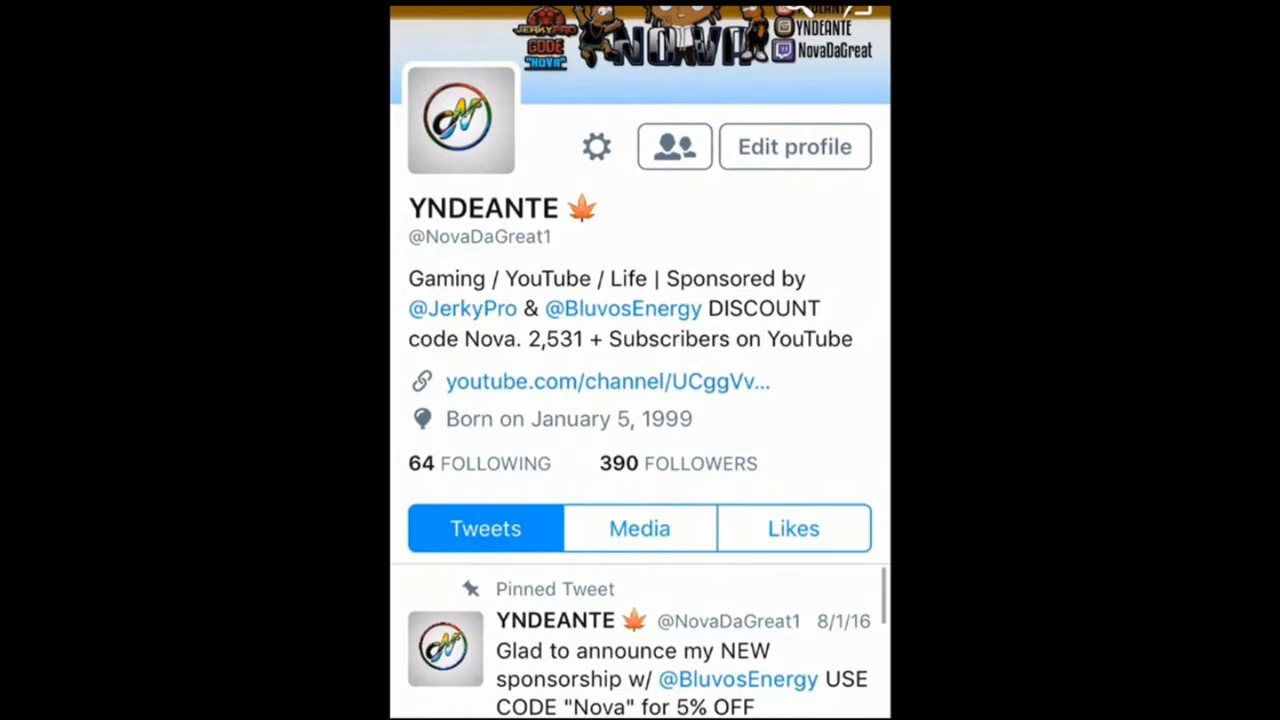 JERKYPRO
CODE
"NOVA"
NOVA
YNDEANTE
NovaDaGreat
Edit profile
YNDEANTE 🍁
@NovaDaGreat1
Gaming / YouTube / Life | Sponsored by
@JerkyPro & @BluvosEnergy DISCOUNT
code Nova. 2,531 + Subscribers on YouTube
youtube.com/channel/UCggVv...
Born on January 5, 1999
64 FOLLOWING 390 FOLLOWERS
Tweets Media Likes
Pinned Tweet
YNDEANTE 🍁 @NovaDaGreat1 8/1/16
Glad to announce my NEW
sponsorship w/ @BluvosEnergy USE
CODE "Nova" for 5% OFF